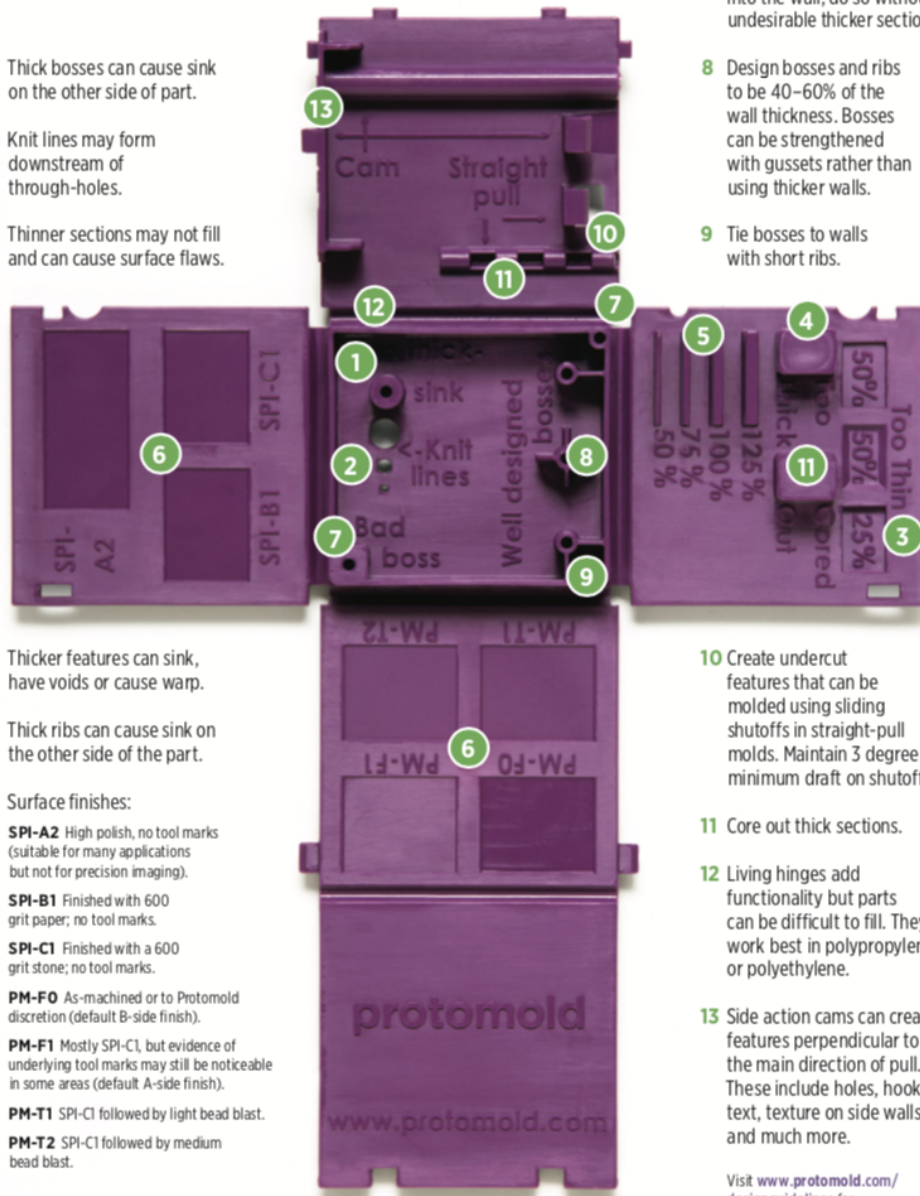 undesirable thicker sectio
Thick bosses can cause sink
on the other side of part.
Knit lines may form
downstream of
through-holes.
Thinner sections may not fill
and can cause surface flaws.
8 Design bosses and ribs
to be 40–60% of the
wall thickness. Bosses
can be strengthened
with gussets rather than
using thicker walls.
9 Tie bosses to walls
with short ribs.
13
Cam
Straight
pull
10
11
12
7
6
SPI-C1
SPI-B1
SPI-
A2
1
Thick-
sink
2
<-Knit
lines
7
Bad
boss
Well designed
bosses
8
9
5
4
50%
75%
100%
125%
Too
thick
11
Cored
out
Too Thin
50%
50%
25%
3
PM-T2
PM-T1
6
PM-F1
PM-F0
protomold
www.protomold.com
Thicker features can sink,
have voids or cause warp.
Thick ribs can cause sink on
the other side of the part.
Surface finishes:
SPI-A2 High polish, no tool marks
(suitable for many applications
but not for precision imaging).
SPI-B1 Finished with 600
grit paper; no tool marks.
SPI-C1 Finished with a 600
grit stone; no tool marks.
PM-F0 As-machined or to Protomold
discretion (default B-side finish).
PM-F1 Mostly SPI-C1, but evidence of
underlying tool marks may still be noticeable
in some areas (default A-side finish).
PM-T1 SPI-C1 followed by light bead blast.
PM-T2 SPI-C1 followed by medium
bead blast.
10 Create undercut
features that can be
molded using sliding
shutoffs in straight-pull
molds. Maintain 3 degree
minimum draft on shutof
11 Core out thick sections.
12 Living hinges add
functionality but parts
can be difficult to fill. They
work best in polypropylen
or polyethylene.
13 Side action cams can crea
features perpendicular to
the main direction of pull.
These include holes, hook
text, texture on side walls
and much more.
Visit www.protomold.com/